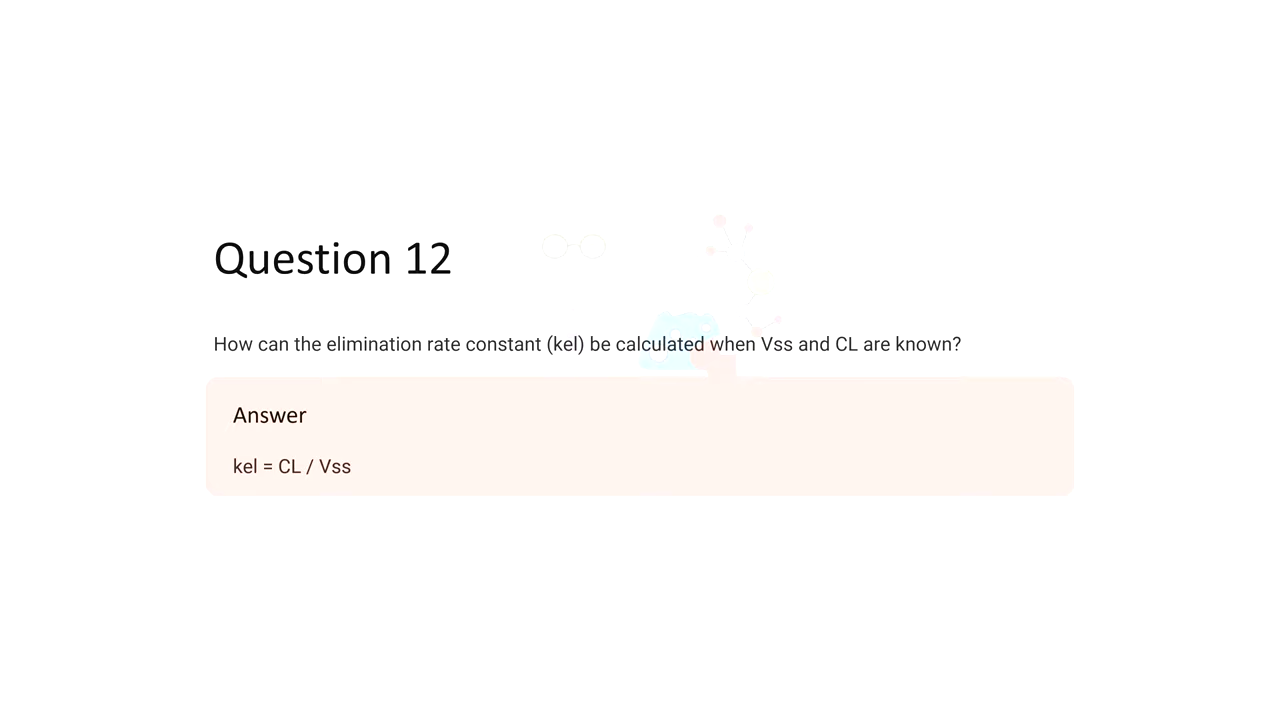 Question 12
How can the elimination rate constant (kel) be calculated when Vss and CL are known?
Answer
kel = CL / Vss